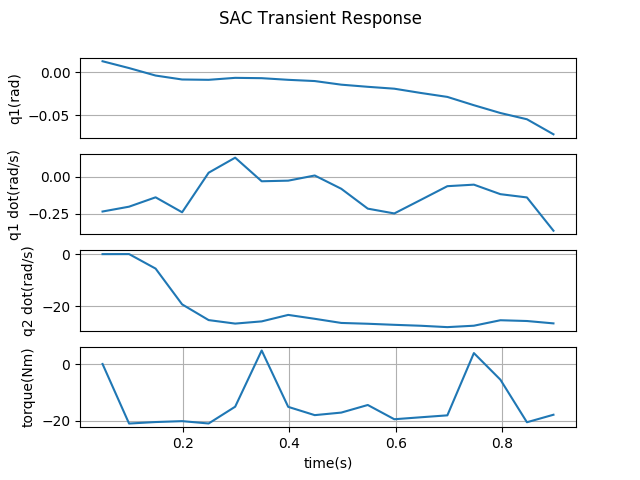 SAC Transient Response
q1(rad)
0.00
−0.05
q1 dot(rad/s)
0.00
−0.25
q2 dot(rad/s)
0
−20
torque(Nm)
0
−20
0.2 0.4 0.6 0.8
time(s)